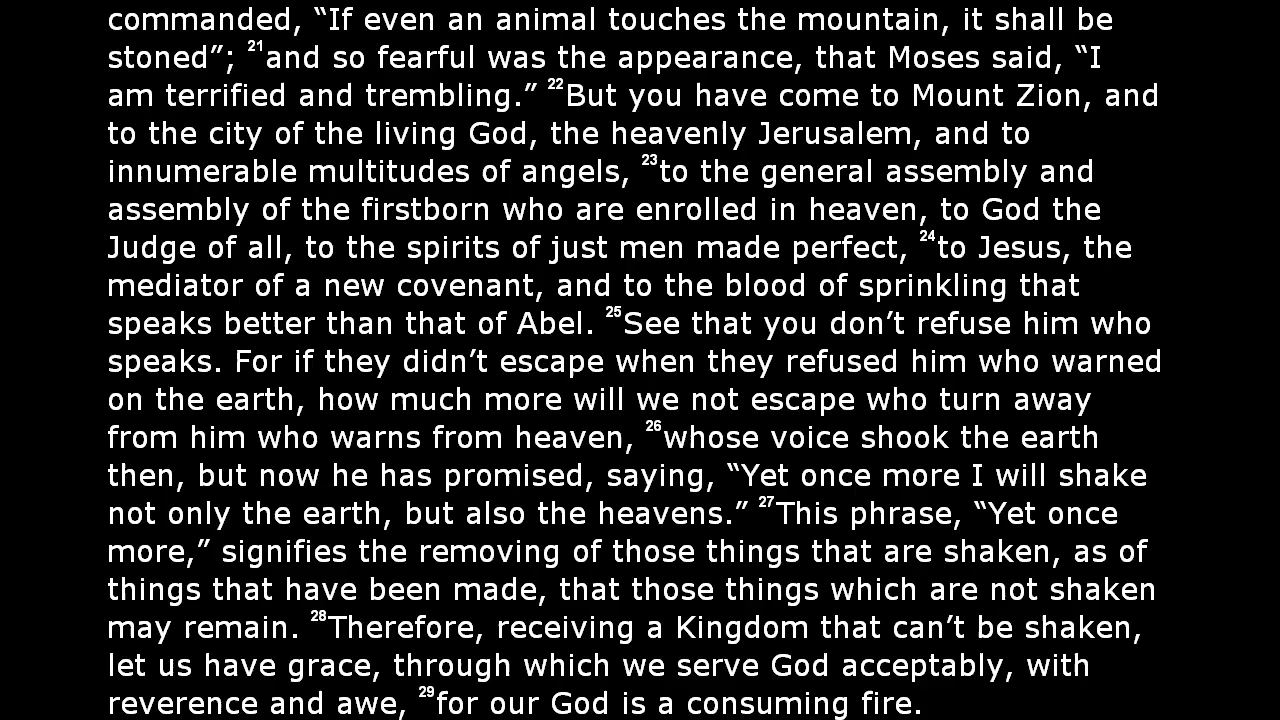 commanded, “If even an animal touches the mountain, it shall be
stoned”; 21and so fearful was the appearance, that Moses said, “I
am terrified and trembling.” 22But you have come to Mount Zion, and
to the city of the living God, the heavenly Jerusalem, and to
innumerable multitudes of angels, 23to the general assembly and
assembly of the firstborn who are enrolled in heaven, to God the
Judge of all, to the spirits of just men made perfect, 24to Jesus, the
mediator of a new covenant, and to the blood of sprinkling that
speaks better than that of Abel. 25See that you don’t refuse him who
speaks. For if they didn’t escape when they refused him who warned
on the earth, how much more will we not escape who turn away
from him who warns from heaven, 26whose voice shook the earth
then, but now he has promised, saying, “Yet once more I will shake
not only the earth, but also the heavens.” 27This phrase, “Yet once
more,” signifies the removing of those things that are shaken, as of
things that have been made, that those things which are not shaken
may remain. 28Therefore, receiving a Kingdom that can’t be shaken,
let us have grace, through which we serve God acceptably, with
reverence and awe, 29for our God is a consuming fire.